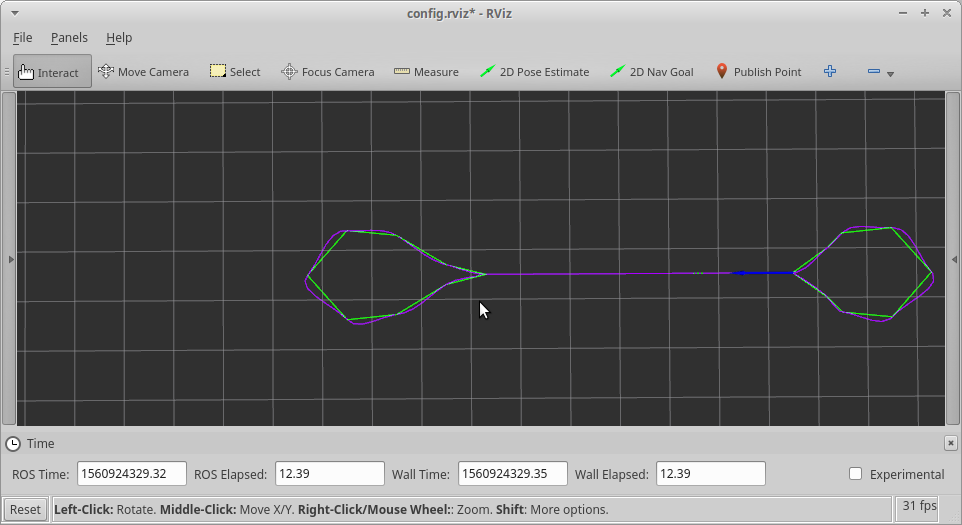 config.rviz* - RViz
File Panels Help
Interact Move Camera Select Focus Camera Measure 2D Pose Estimate 2D Nav Goal Publish Point
Time
ROS Time: 1560924329.32 ROS Elapsed: 12.39 Wall Time: 1560924329.35 Wall Elapsed: 12.39 Experimental
Reset Left-Click: Rotate. Middle-Click: Move X/Y. Right-Click/Mouse Wheel:: Zoom. Shift: More options. 31 fps